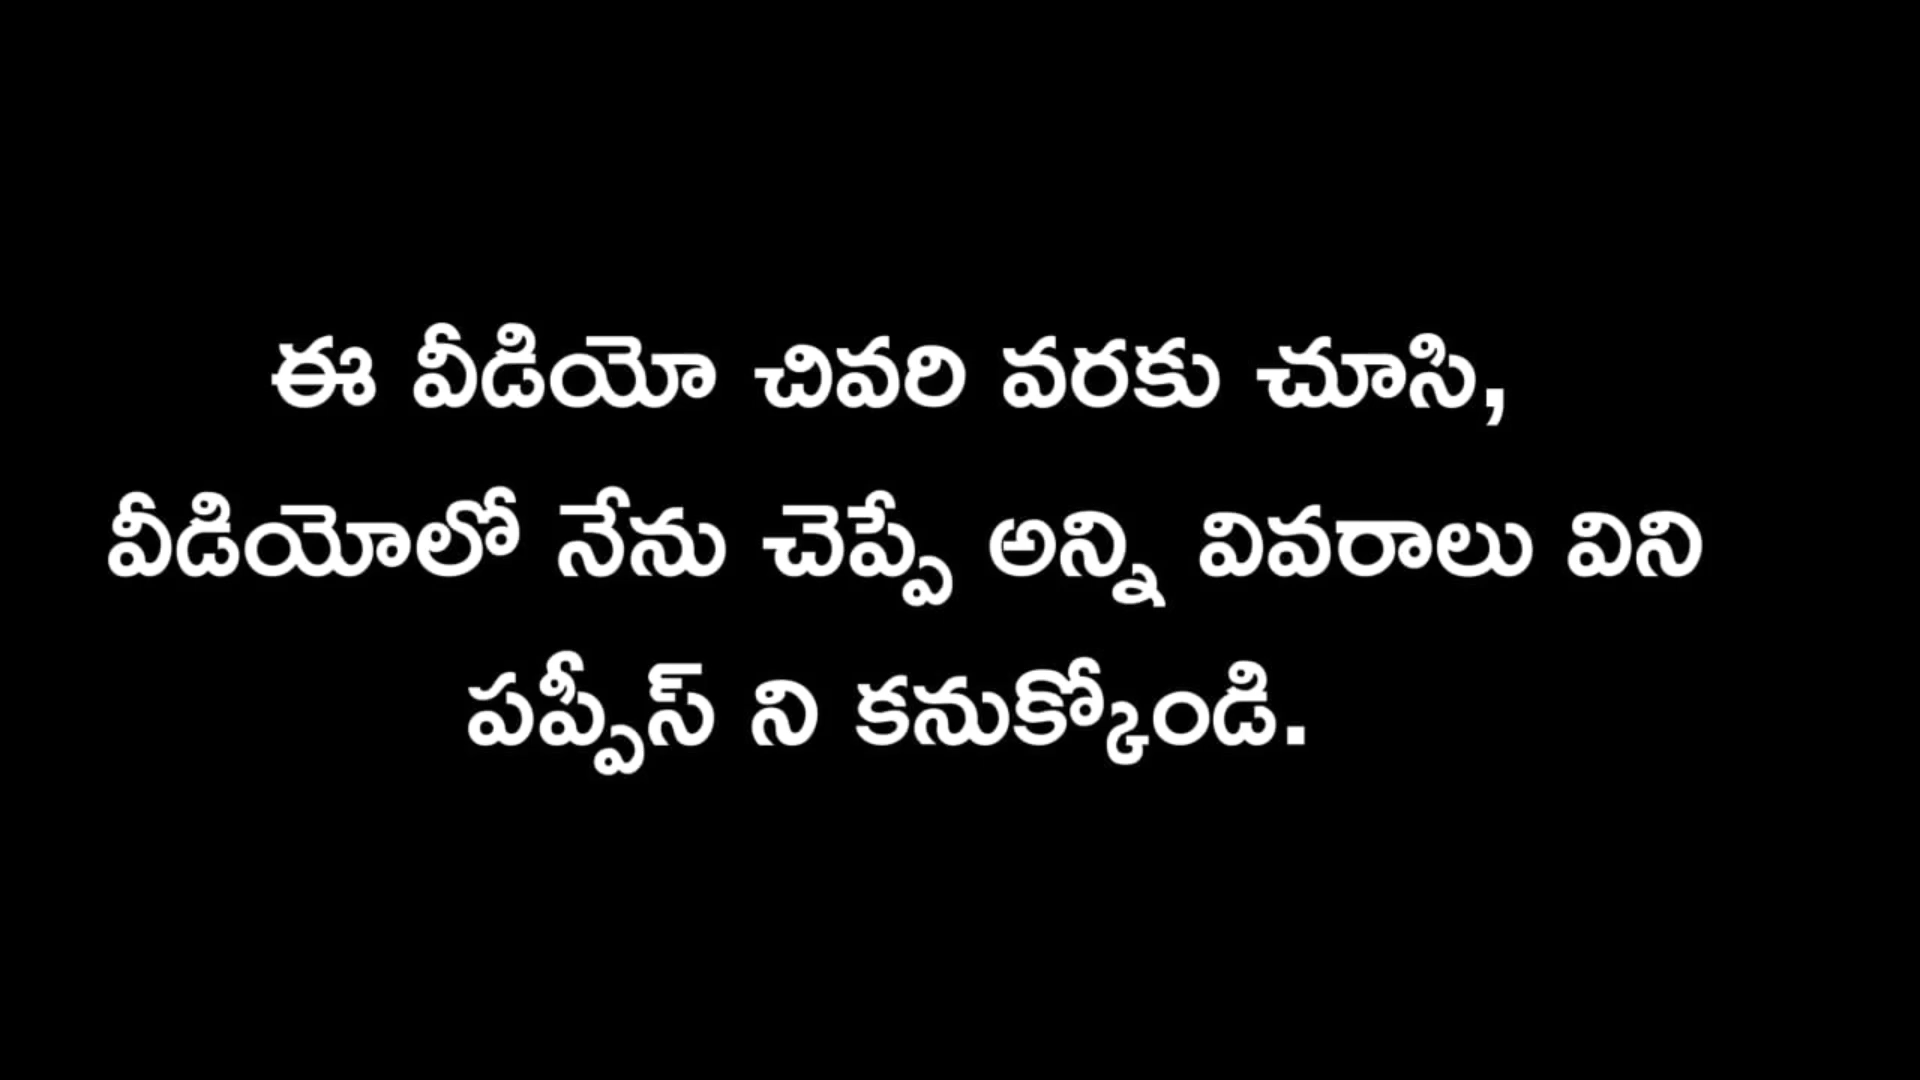 ఈ వీడియో చివరి వరకు చూసి,
వీడియోలో నేను చెప్పే అన్ని వివరాలు విని
పప్పీస్ ని కనుక్కోండి.